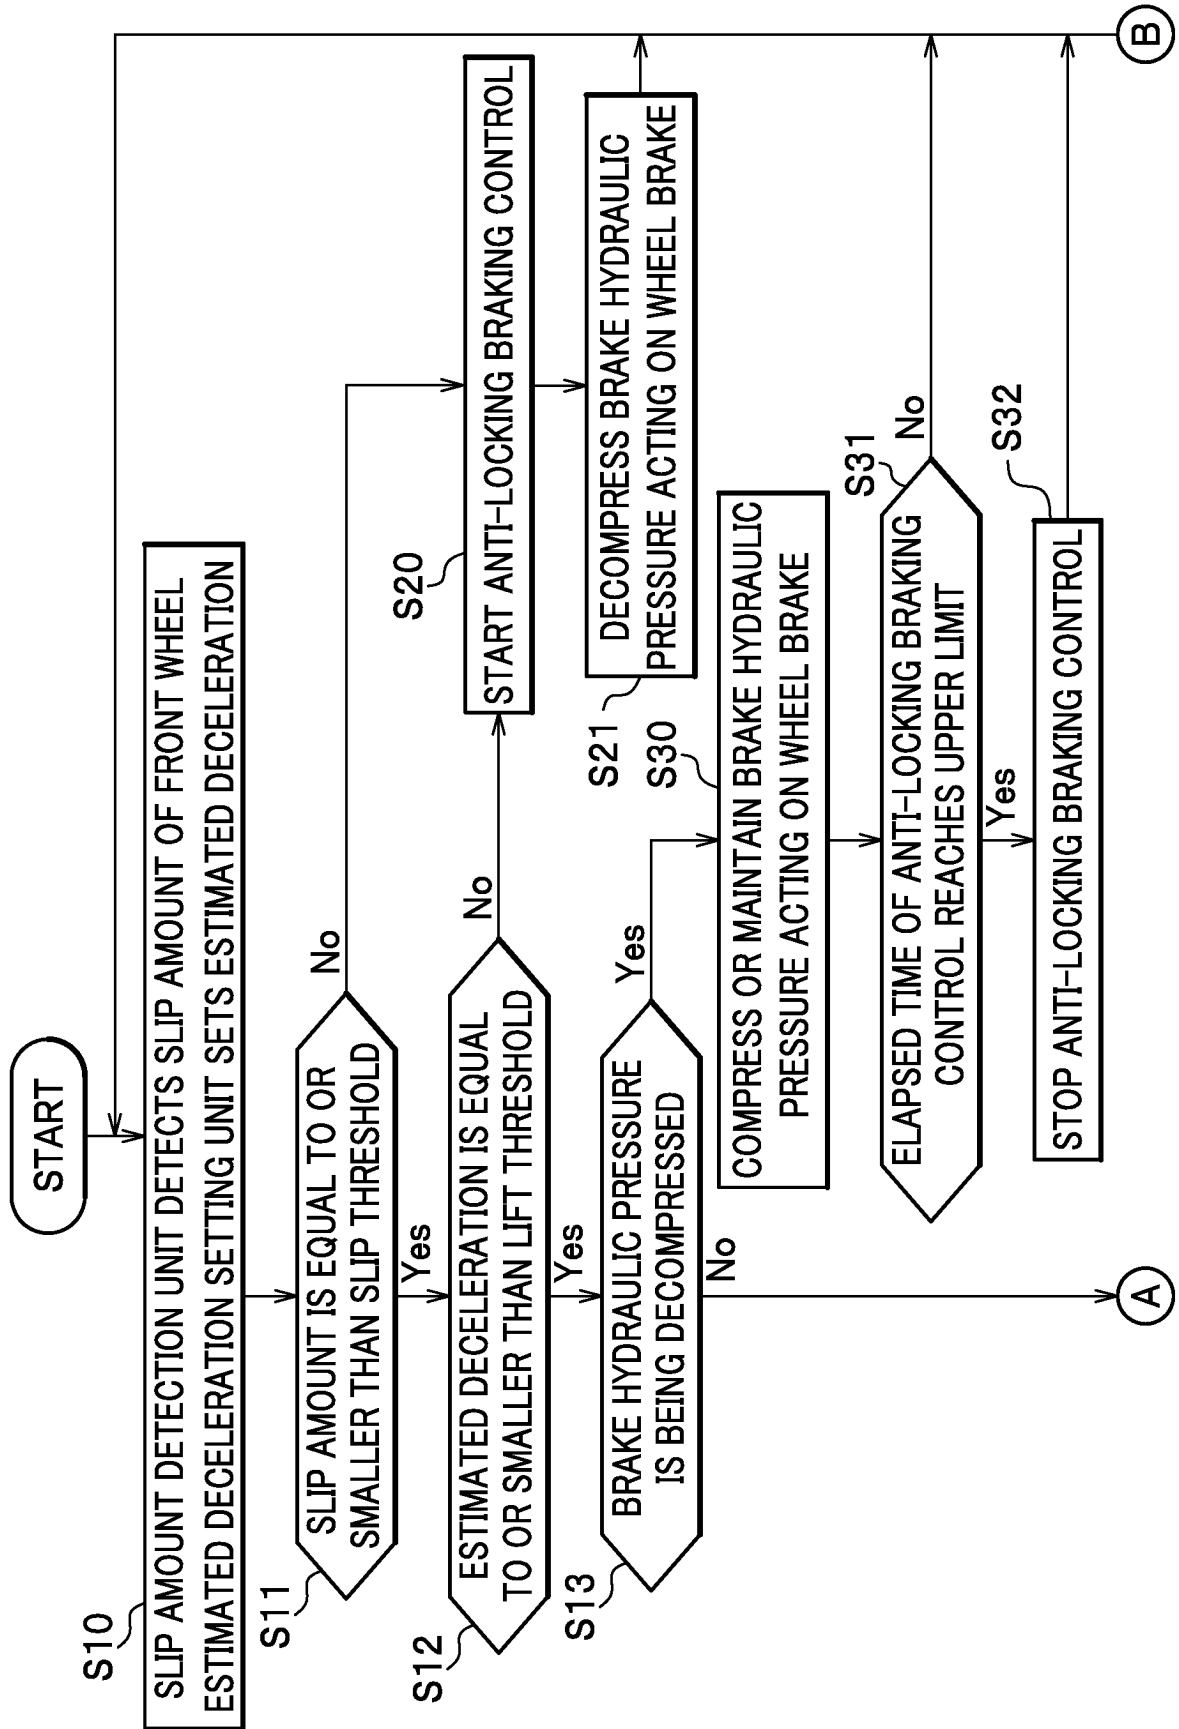 START
S10
SLIP AMOUNT DETECTION UNIT DETECTS SLIP AMOUNT OF FRONT WHEEL
ESTIMATED DECELERATION SETTING UNIT SETS ESTIMATED DECELERATION
S11
SLIP AMOUNT IS EQUAL TO OR
SMALLER THAN SLIP THRESHOLD
No
Yes
S12
ESTIMATED DECELERATION IS EQUAL
TO OR SMALLER THAN LIFT THRESHOLD
No
Yes
S20
START ANTI-LOCKING BRAKING CONTROL
S21
DECOMPRESS BRAKE HYDRAULIC
PRESSURE ACTING ON WHEEL BRAKE
S13
BRAKE HYDRAULIC PRESSURE
IS BEING DECOMPRESSED
Yes
No
S30
COMPRESS OR MAINTAIN BRAKE HYDRAULIC
PRESSURE ACTING ON WHEEL BRAKE
S31
ELAPSED TIME OF ANTI-LOCKING BRAKING
CONTROL REACHES UPPER LIMIT
No
Yes
S32
STOP ANTI-LOCKING BRAKING CONTROL
A
B